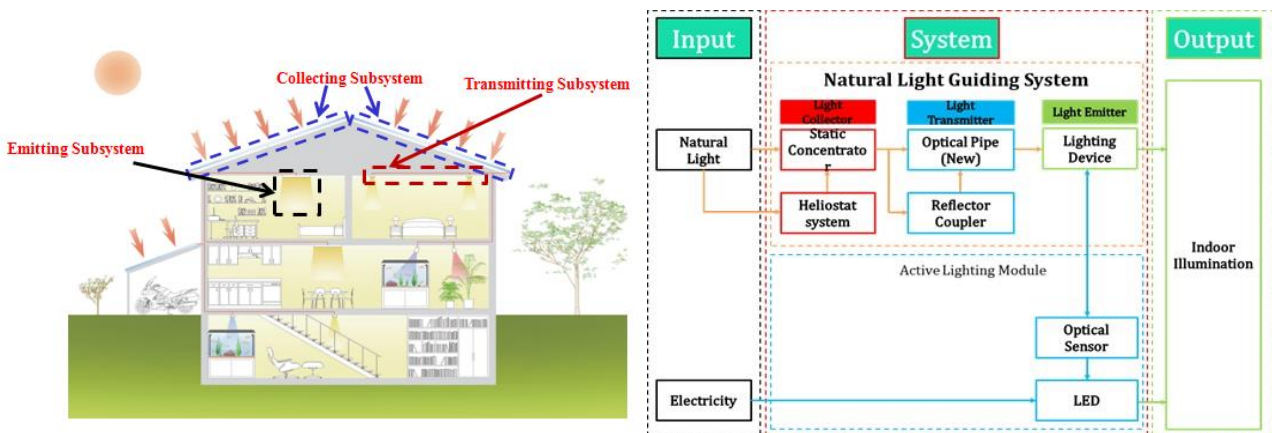 Collecting Subsystem
Transmitting Subsystem
Emitting Subsystem
Input
System
Output
Natural Light Guiding System
Light
Collector
Light
Transmitter
Light Emitter
Natural
Light
Static
Concentrato
r
Optical Pipe
(New)
Lighting
Device
Heliostat
system
Reflector
Coupler
Indoor
Illumination
Active Lighting Module
Optical
Sensor
Electricity
LED